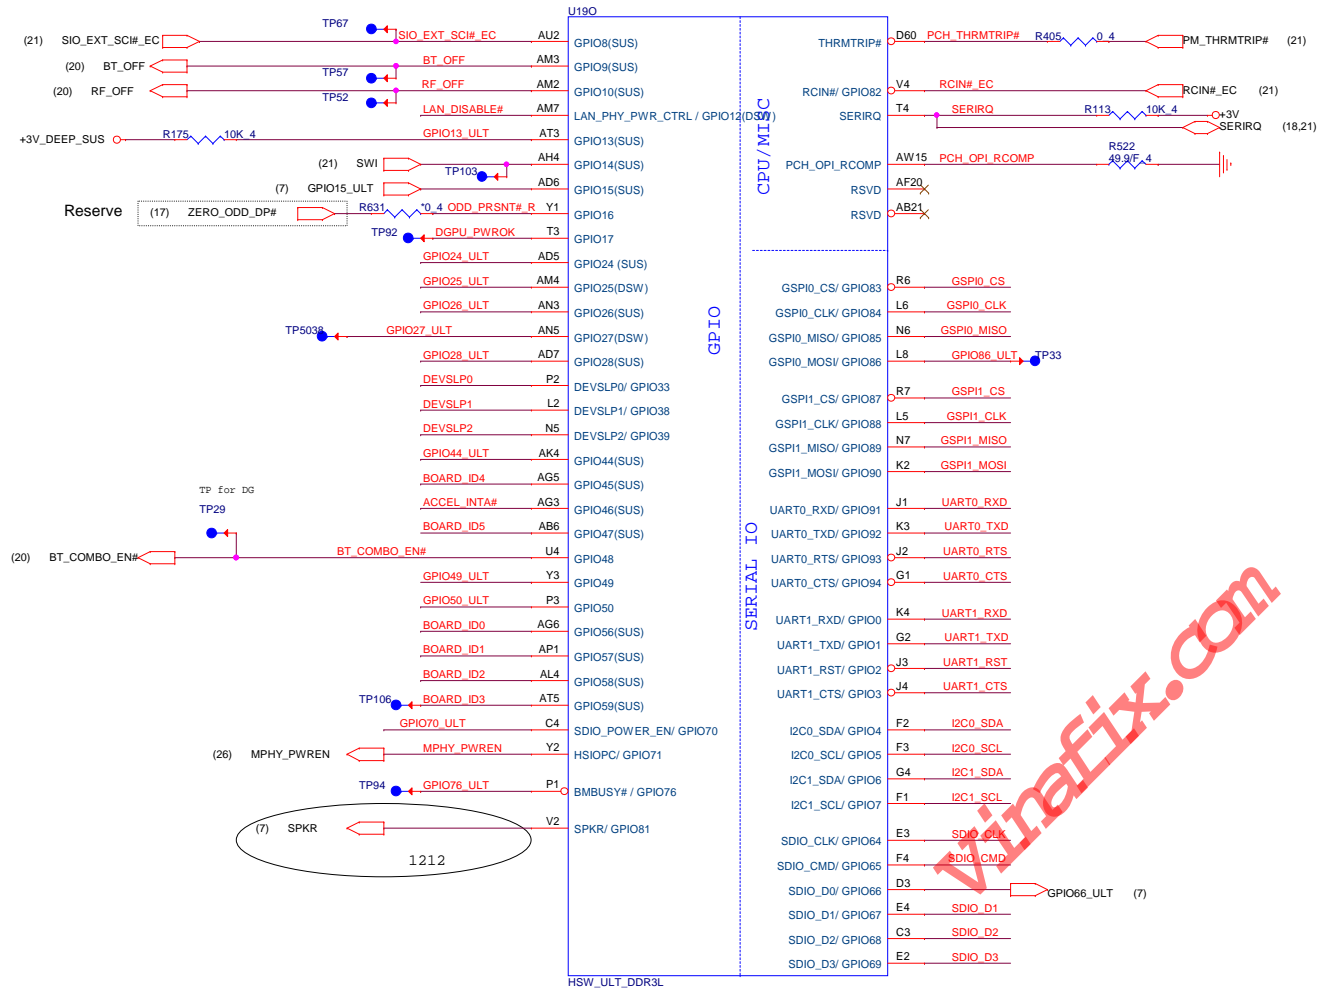 U19O
TP67
(21) SIO_EXT_SCI#_EC SIO_EXT_SCI#_EC AU2 GPIO8(SUS)
(20) BT_OFF BT_OFF AM3 GPIO9(SUS)
TP57
(20) RF_OFF RF_OFF AM2 GPIO10(SUS)
TP52
LAN_DISABLE# AM7 LAN_PHY_PWR_CTRL / GPIO12(DSW)
+3V_DEEP_SUS R175 10K_4 GPIO13_ULT AT3 GPIO13(SUS)
(21) SWI AH4 GPIO14(SUS)
TP103
(7) GPIO15_ULT AD6 GPIO15(SUS)
Reserve (17) ZERO_ODD_DP# R631 *0_4 ODD_PRSNT#_R Y1 GPIO16
TP92 DGPU_PWROK T3 GPIO17
GPIO24_ULT AD5 GPIO24 (SUS)
GPIO25_ULT AM4 GPIO25(DSW)
GPIO26_ULT AN3 GPIO26(SUS)
TP5038 GPIO27_ULT AN5 GPIO27(DSW)
GPIO28_ULT AD7 GPIO28(SUS)
DEVSLP0 P2 DEVSLP0/ GPIO33
DEVSLP1 L2 DEVSLP1/ GPIO38
DEVSLP2 N5 DEVSLP2/ GPIO39
GPIO44_ULT AK4 GPIO44(SUS)
BOARD_ID4 AG5 GPIO45(SUS)
ACCEL_INTA# AG3 GPIO46(SUS)
BOARD_ID5 AB6 GPIO47(SUS)
TP for DG
TP29
(20) BT_COMBO_EN# BT_COMBO_EN# U4 GPIO48
GPIO49_ULT Y3 GPIO49
GPIO50_ULT P3 GPIO50
BOARD_ID0 AG6 GPIO56(SUS)
BOARD_ID1 AP1 GPIO57(SUS)
BOARD_ID2 AL4 GPIO58(SUS)
TP106 BOARD_ID3 AT5 GPIO59(SUS)
GPIO70_ULT C4 SDIO_POWER_EN/ GPIO70
(26) MPHY_PWREN MPHY_PWREN Y2 HSIOPC/ GPIO71
TP94 GPIO76_ULT P1 BMBUSY# / GPIO76
(7) SPKR V2 SPKR/ GPIO81
1212
HSW_ULT_DDR3L
GPIO
CPU/MISC
SERIAL IO
THRMTRIP# D60 PCH_THRMTRIP# R405 0_4 PM_THRMTRIP# (21)
RCIN#/ GPIO82 V4 RCIN#_EC RCIN#_EC (21)
SERIRQ T4 SERIRQ R113 10K_4 +3V
SERIRQ (18,21)
PCH_OPI_RCOMP AW15 PCH_OPI_RCOMP R522 49.9/F_4
RSVD AF20
RSVD AB21
GSPI0_CS/ GPIO83 R6 GSPI0_CS
GSPI0_CLK/ GPIO84 L6 GSPI0_CLK
GSPI0_MISO/ GPIO85 N6 GSPI0_MISO
GSPI0_MOSI/ GPIO86 L8 GPIO86_ULT TP33
GSPI1_CS/ GPIO87 R7 GSPI1_CS
GSPI1_CLK/ GPIO88 L5 GSPI1_CLK
GSPI1_MISO/ GPIO89 N7 GSPI1_MISO
GSPI1_MOSI/ GPIO90 K2 GSPI1_MOSI
UART0_RXD/ GPIO91 J1 UART0_RXD
UART0_TXD/ GPIO92 K3 UART0_TXD
UART0_RTS/ GPIO93 J2 UART0_RTS
UART0_CTS/ GPIO94 G1 UART0_CTS
UART1_RXD/ GPIO0 K4 UART1_RXD
UART1_TXD/ GPIO1 G2 UART1_TXD
UART1_RST/ GPIO2 J3 UART1_RST
UART1_CTS/ GPIO3 J4 UART1_CTS
I2C0_SDA/ GPIO4 F2 I2C0_SDA
I2C0_SCL/ GPIO5 F3 I2C0_SCL
I2C1_SDA/ GPIO6 G4 I2C1_SDA
I2C1_SCL/ GPIO7 F1 I2C1_SCL
SDIO_CLK/ GPIO64 E3 SDIO_CLK
SDIO_CMD/ GPIO65 F4 SDIO_CMD
SDIO_D0/ GPIO66 D3 GPIO66_ULT (7)
SDIO_D1/ GPIO67 E4 SDIO_D1
SDIO_D2/ GPIO68 C3 SDIO_D2
SDIO_D3/ GPIO69 E2 SDIO_D3
vinafix.com